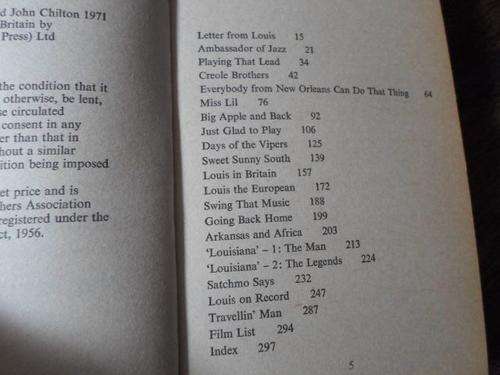 d John Chilton 1971
Britain by
Press) Ltd
the condition that it
otherwise, be lent,
se circulated
consent in any
er than that in
hout a similar
ition being imposed
et price and is
hers Association
registered under the
ct, 1956.
Letter from Louis 15
Ambassador of Jazz 21
Playing That Lead 34
Creole Brothers 42
Everybody from New Orleans Can Do That Thing 64
Miss Lil 76
Big Apple and Back 92
Just Glad to Play 106
Days of the Vipers 125
Sweet Sunny South 139
Louis in Britain 157
Louis the European 172
Swing That Music 188
Going Back Home 199
Arkansas and Africa 203
'Louisiana' – 1: The Man 213
'Louisiana' – 2: The Legends 224
Satchmo Says 232
Louis on Record 247
Travellin' Man 287
Film List 294
Index 297
5